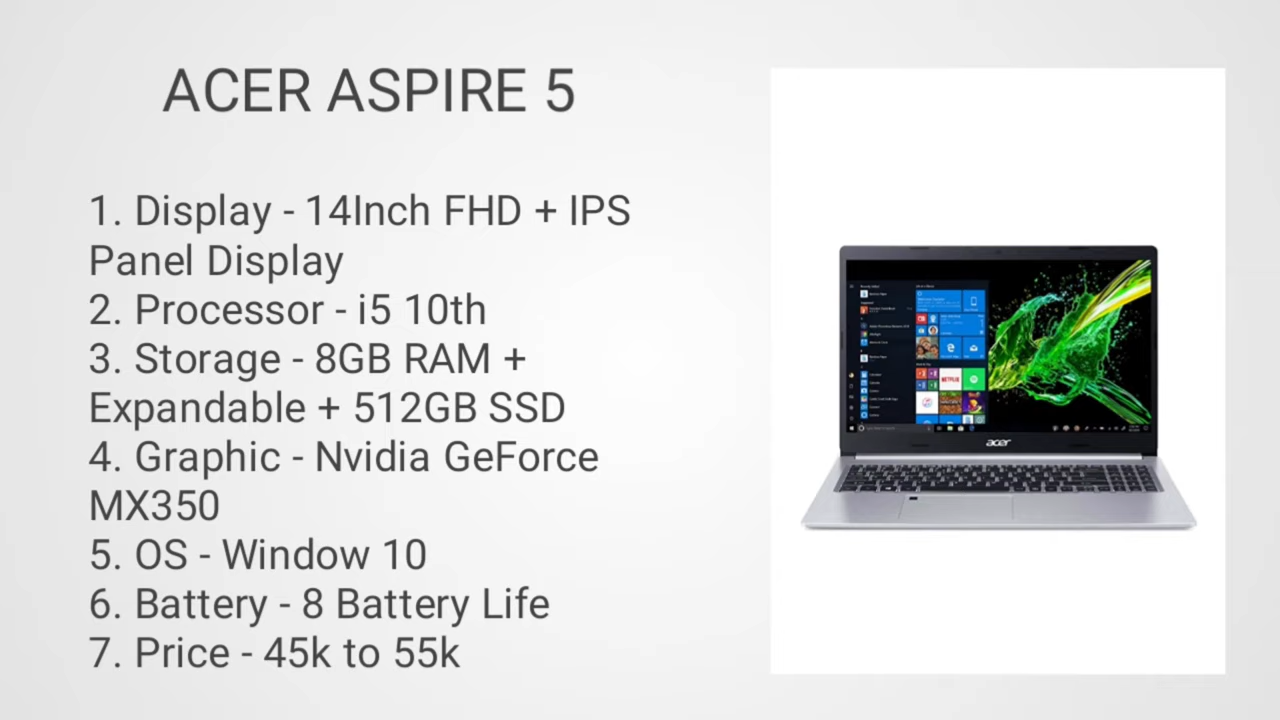 ACER ASPIRE 5
1. Display - 14Inch FHD + IPS
Panel Display
2. Processor - i5 10th
3. Storage - 8GB RAM +
Expandable + 512GB SSD
4. Graphic - Nvidia GeForce
MX350
5. OS - Window 10
6. Battery - 8 Battery Life
7. Price - 45k to 55k
NETFLIX
acer